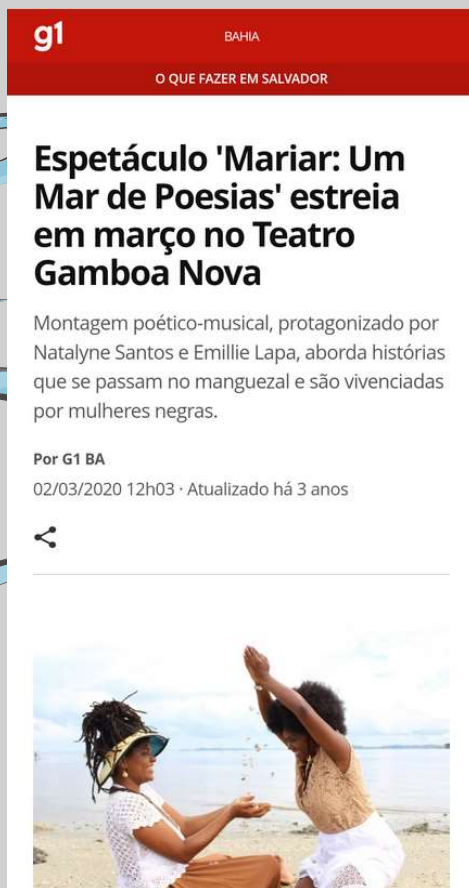 g1
BAHIA
O QUE FAZER EM SALVADOR
Espetáculo 'Mariar: Um
Mar de Poesias' estreia
em março no Teatro
Gamboa Nova
Montagem poético-musical, protagonizado por
Natalyne Santos e Emillie Lapa, aborda histórias
que se passam no manguezal e são vivenciadas
por mulheres negras.
Por G1 BA
02/03/2020 12h03 · Atualizado há 3 anos